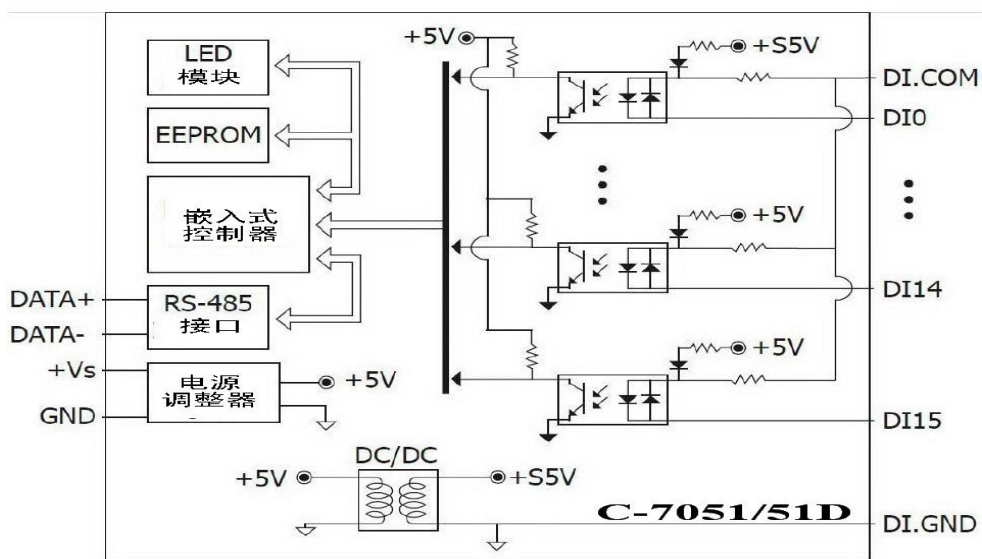 LED
模块
EEPROM
嵌入式
控制器
RS-485
接口
电源
调整器
DATA+
DATA-
+Vs
GND
+5V
+5V
+S5V
DI.COM
DI0
+5V
DI14
+5V
DI15
DC/DC
+5V
+S5V
C-7051/51D
DI.GND